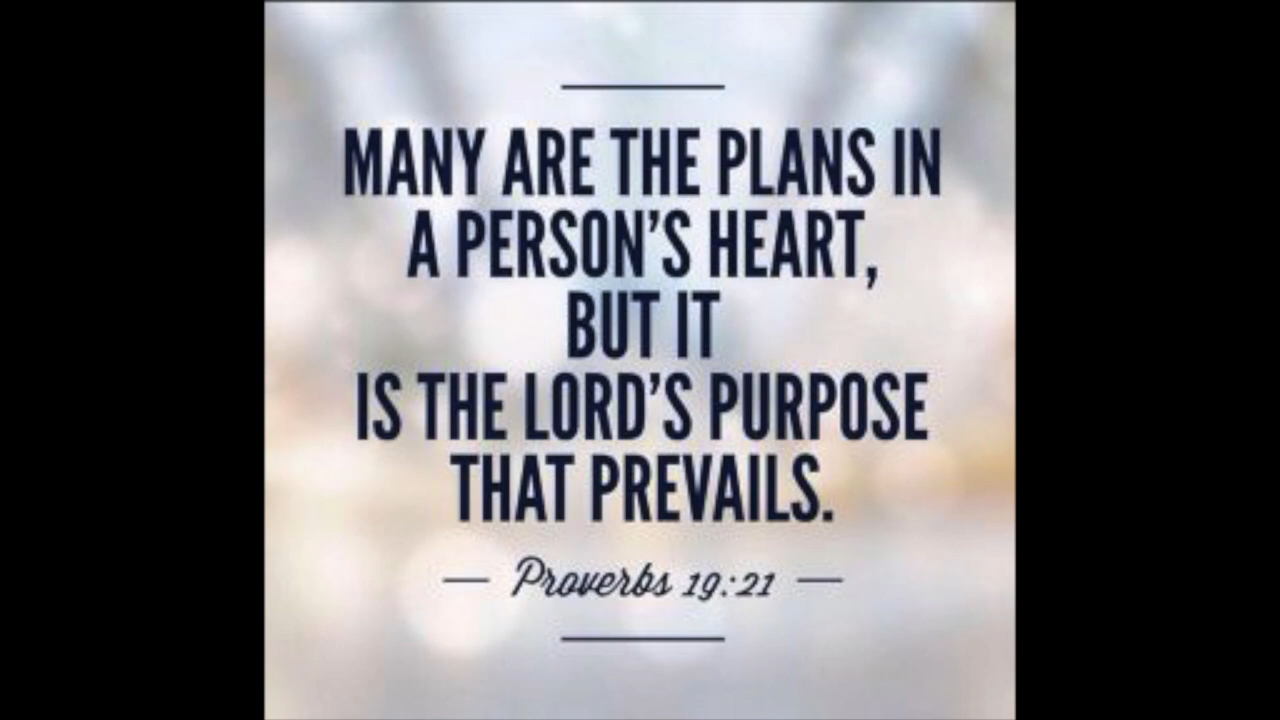 MANY ARE THE PLANS IN
A PERSON'S HEART,
BUT IT
IS THE LORD'S PURPOSE
THAT PREVAILS.
— Proverbs 19:21 —